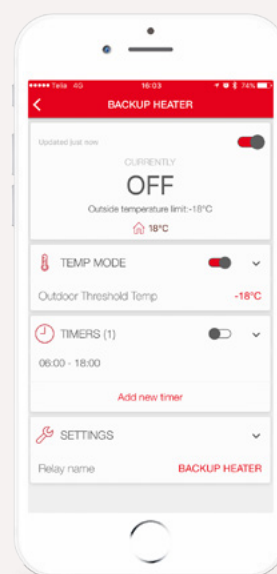 Telia 4G 16:03 74%
BACKUP HEATER
Updated just now
CURRENTLY
OFF
Outside temperature limit:-18°C
18°C
TEMP MODE
Outdoor Threshold Temp -18°C
TIMERS (1)
06:00 - 18:00
Add new timer
SETTINGS
Relay name BACKUP HEATER